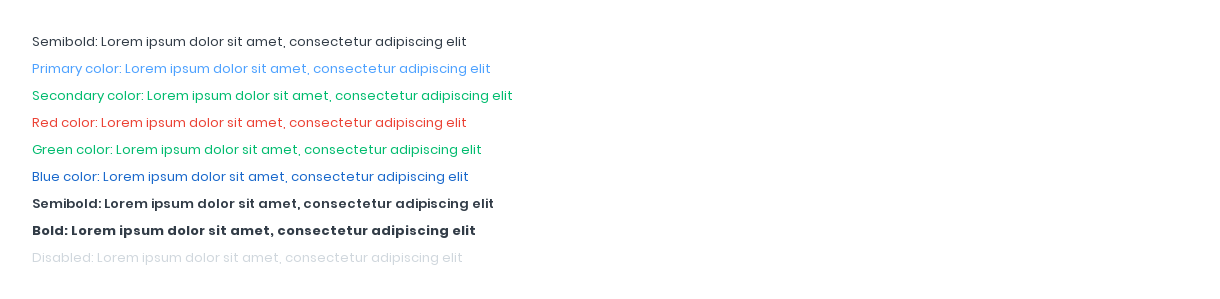 Semibold: Lorem ipsum dolor sit amet, consectetur adipiscing elit
Primary color: Lorem ipsum dolor sit amet, consectetur adipiscing elit
Secondary color: Lorem ipsum dolor sit amet, consectetur adipiscing elit
Red color: Lorem ipsum dolor sit amet, consectetur adipiscing elit
Green color: Lorem ipsum dolor sit amet, consectetur adipiscing elit
Blue color: Lorem ipsum dolor sit amet, consectetur adipiscing elit
Semibold: Lorem ipsum dolor sit amet, consectetur adipiscing elit
Bold: Lorem ipsum dolor sit amet, consectetur adipiscing elit
Disabled: Lorem ipsum dolor sit amet, consectetur adipiscing elit